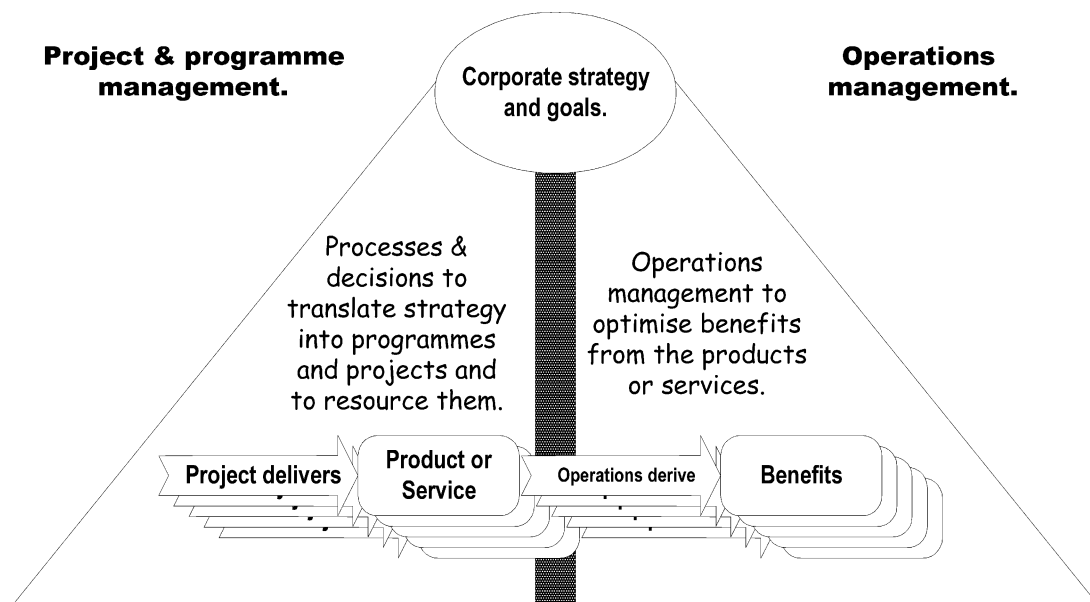 Project & programme
management.
Corporate strategy
and goals.
Operations
management.
Processes &
decisions to
translate strategy
into programmes
and projects and
to resource them.
Operations
management to
optimise benefits
from the products
or services.
Project delivers
Product or
Service
Operations derive
Benefits